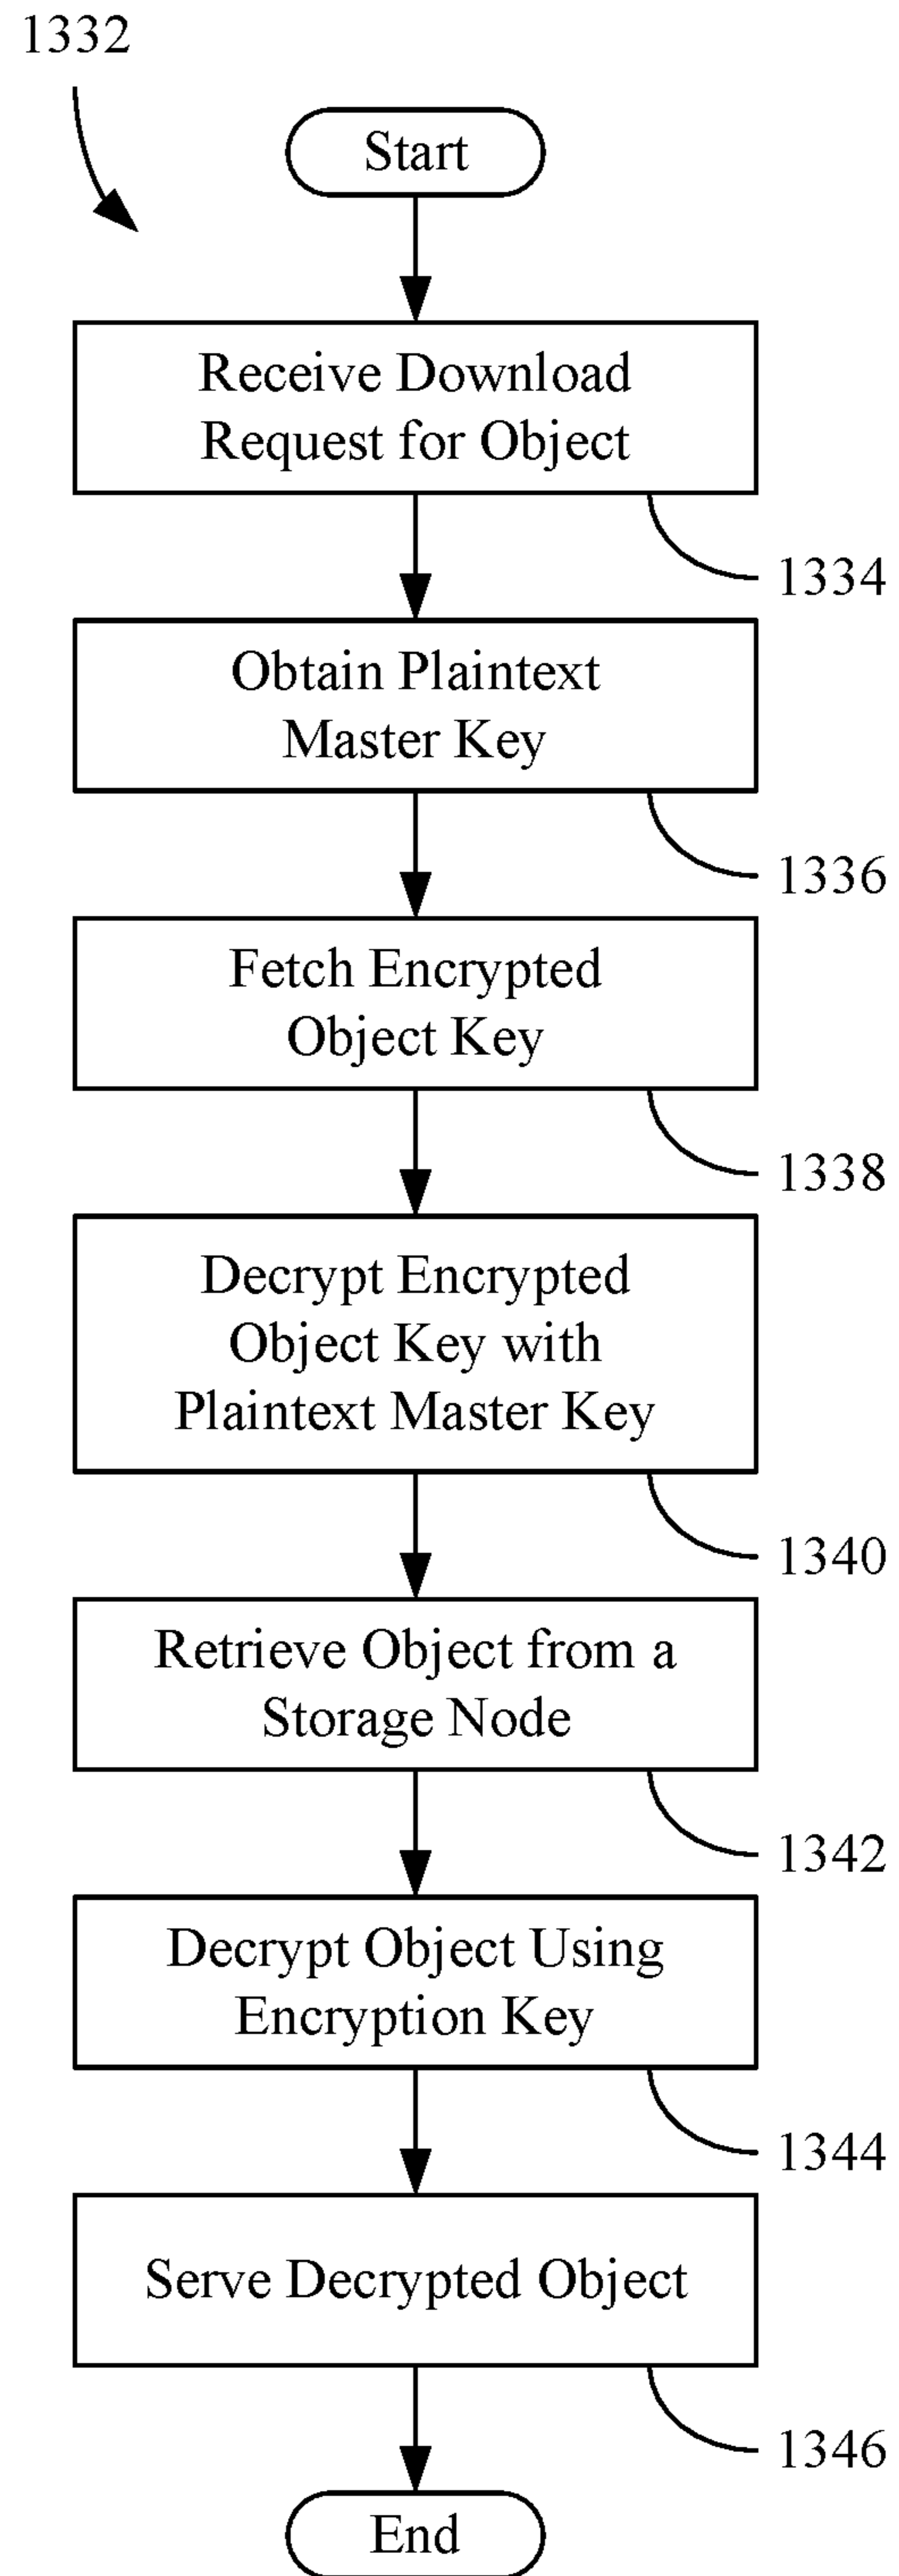 1332
Start
Receive Download
Request for Object
1334
Obtain Plaintext
Master Key
1336
Fetch Encrypted
Object Key
1338
Decrypt Encrypted
Object Key with
Plaintext Master Key
1340
Retrieve Object from a
Storage Node
1342
Decrypt Object Using
Encryption Key
1344
Serve Decrypted Object
1346
End